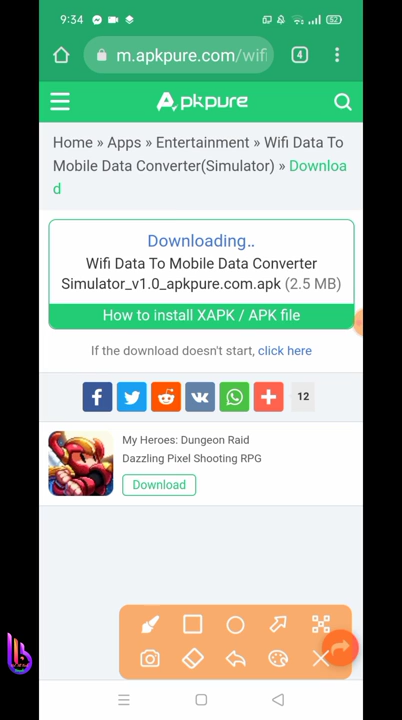 9:34
62
m.apkpure.com/wifi
4
Apkpure
Home » Apps » Entertainment » Wifi Data To
Mobile Data Converter(Simulator) » Downloa
d
Downloading..
Wifi Data To Mobile Data Converter
Simulator_v1.0_apkpure.com.apk (2.5 MB)
How to install XAPK / APK file
If the download doesn't start, click here
12
My Heroes: Dungeon Raid
Dazzling Pixel Shooting RPG
Download